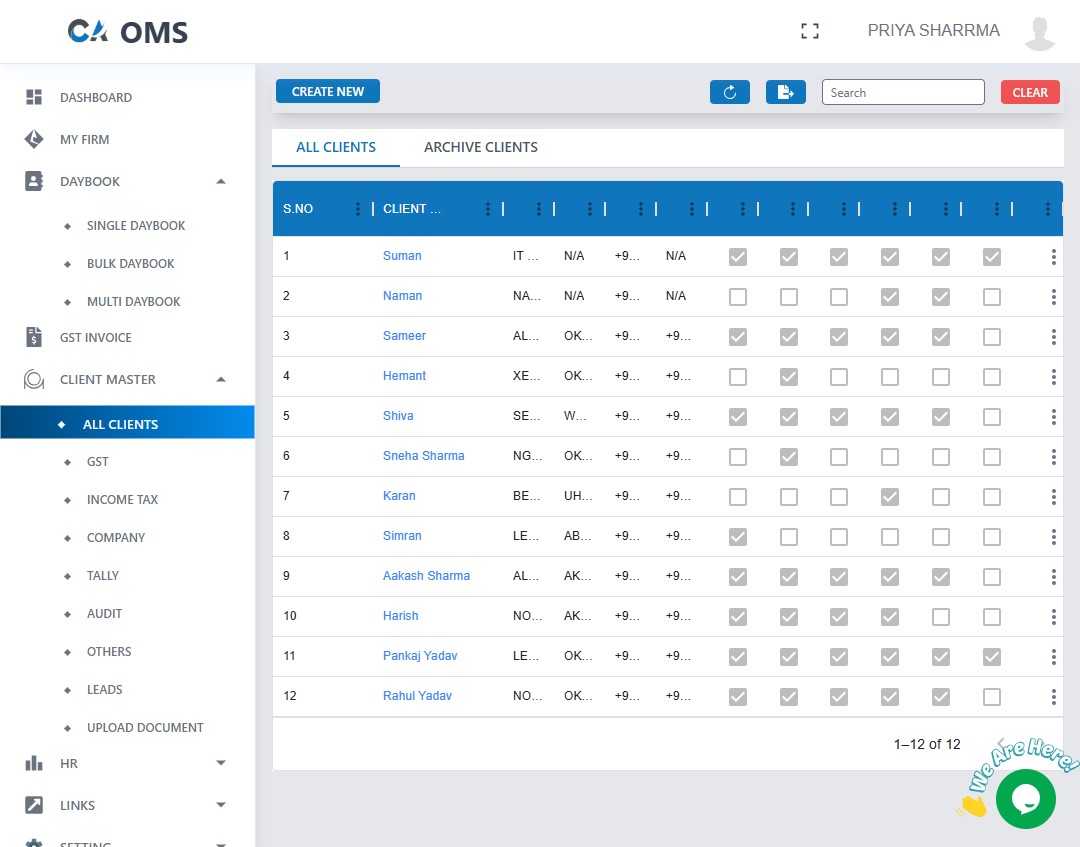 CA OMS
PRIYA SHARRMA
DASHBOARD
MY FIRM
DAYBOOK
SINGLE DAYBOOK
BULK DAYBOOK
MULTI DAYBOOK
GST INVOICE
CLIENT MASTER
ALL CLIENTS
GST
INCOME TAX
COMPANY
TALLY
AUDIT
OTHERS
LEADS
UPLOAD DOCUMENT
HR
LINKS
SETTING
CREATE NEW Search CLEAR
ALL CLIENTS ARCHIVE CLIENTS
S.NO CLIENT ...
1 Suman IT ... N/A +9... N/A
2 Naman NA... N/A +9... N/A
3 Sameer AL... OK... +9... +9...
4 Hemant XE... OK... +9... +9...
5 Shiva SE... W... +9... +9...
6 Sneha Sharma NG... OK... +9... +9...
7 Karan BE... UH... +9... +9...
8 Simran LE... AB... +9... +9...
9 Aakash Sharma AL... AK... +9... +9...
10 Harish NO... AK... +9... +9...
11 Pankaj Yadav LE... OK... +9... +9...
12 Rahul Yadav NO... OK... +9... +9...
1–12 of 12
We Are Here!